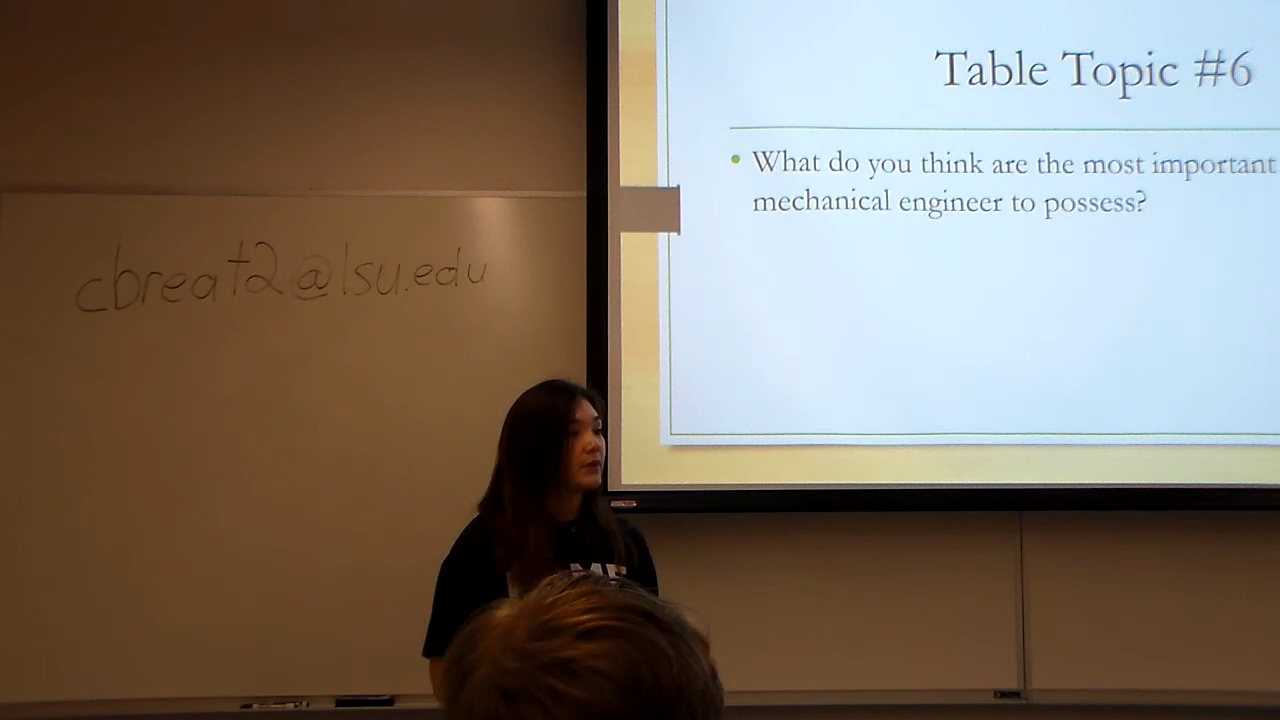 Table Topic #6
• What do you think are the most important
mechanical engineer to possess?
cbreat2@lsu.edu